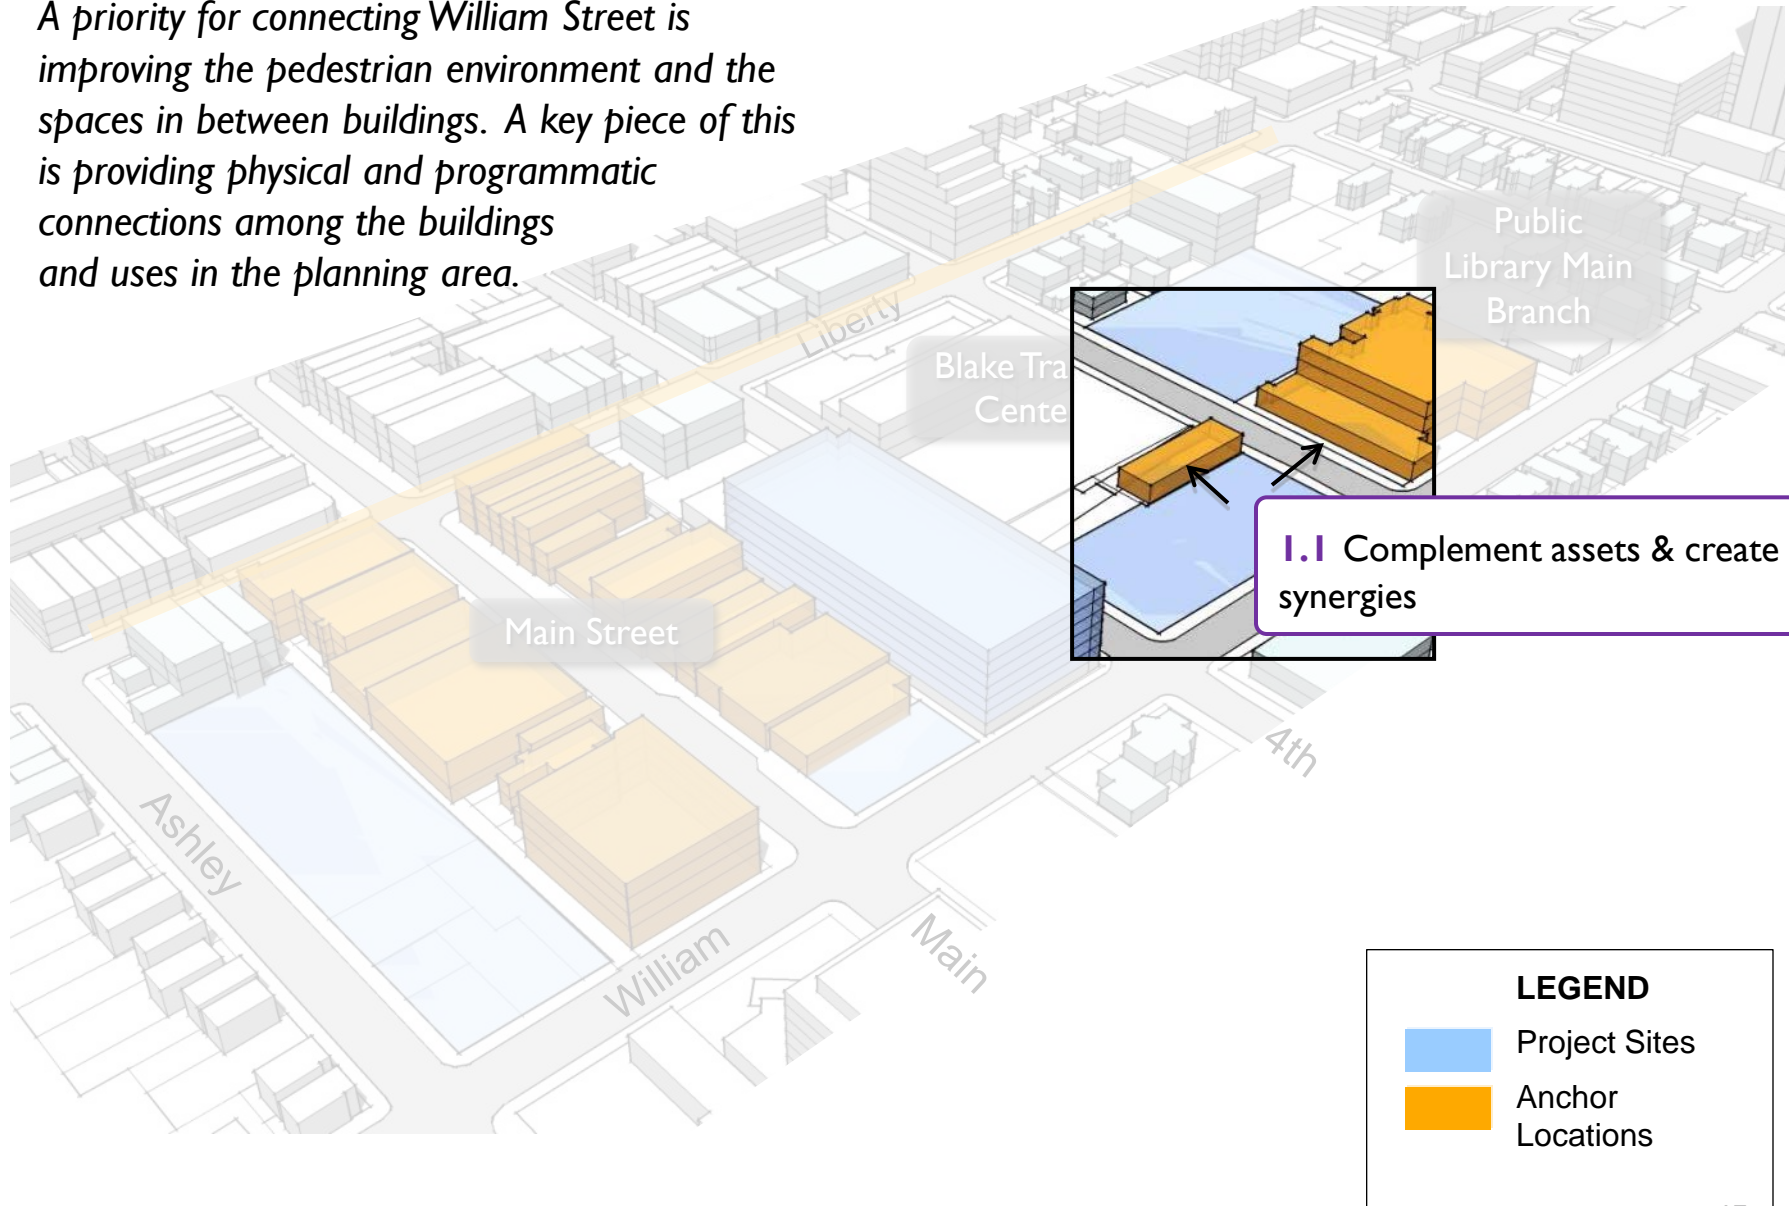 A priority for connecting William Street is
improving the pedestrian environment and the
spaces in between buildings. A key piece of this
is providing physical and programmatic
connections among the buildings
and uses in the planning area.
Public
Library Main
Branch
Liberty
Blake Tra
Cente
1.1 Complement assets & create
synergies
Main Street
4th
Ashley
William
Main
LEGEND
Project Sites
Anchor
Locations